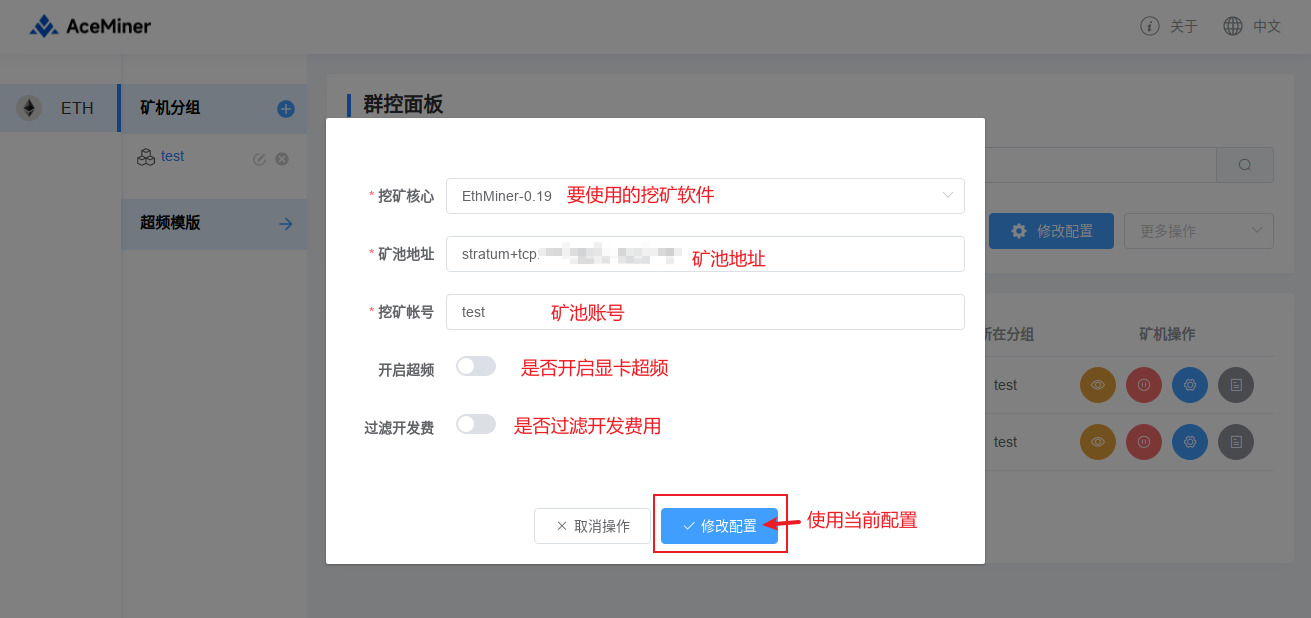 AceMiner
关于
中文
ETH
矿机分组
test
超频模版
群控面板
修改配置
更多操作
所在分组
矿机操作
test
test
* 挖矿核心
EthMiner-0.19
要使用的挖矿软件
* 矿池地址
stratum+tcp:
矿池地址
* 挖矿帐号
test
矿池账号
开启超频
是否开启显卡超频
过滤开发费
是否过滤开发费用
取消操作
修改配置
使用当前配置